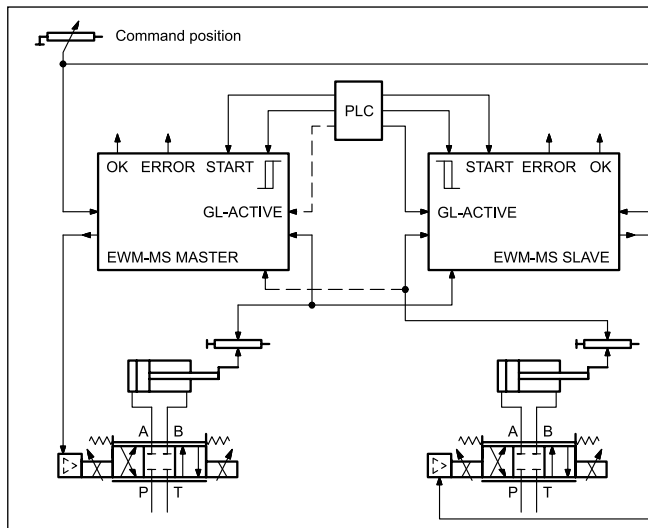 Command position
PLC
OK ERROR START
START ERROR OK
GL-ACTIVE
GL-ACTIVE
EWM-MS MASTER
EWM-MS SLAVE
A B
A B
P T
P T